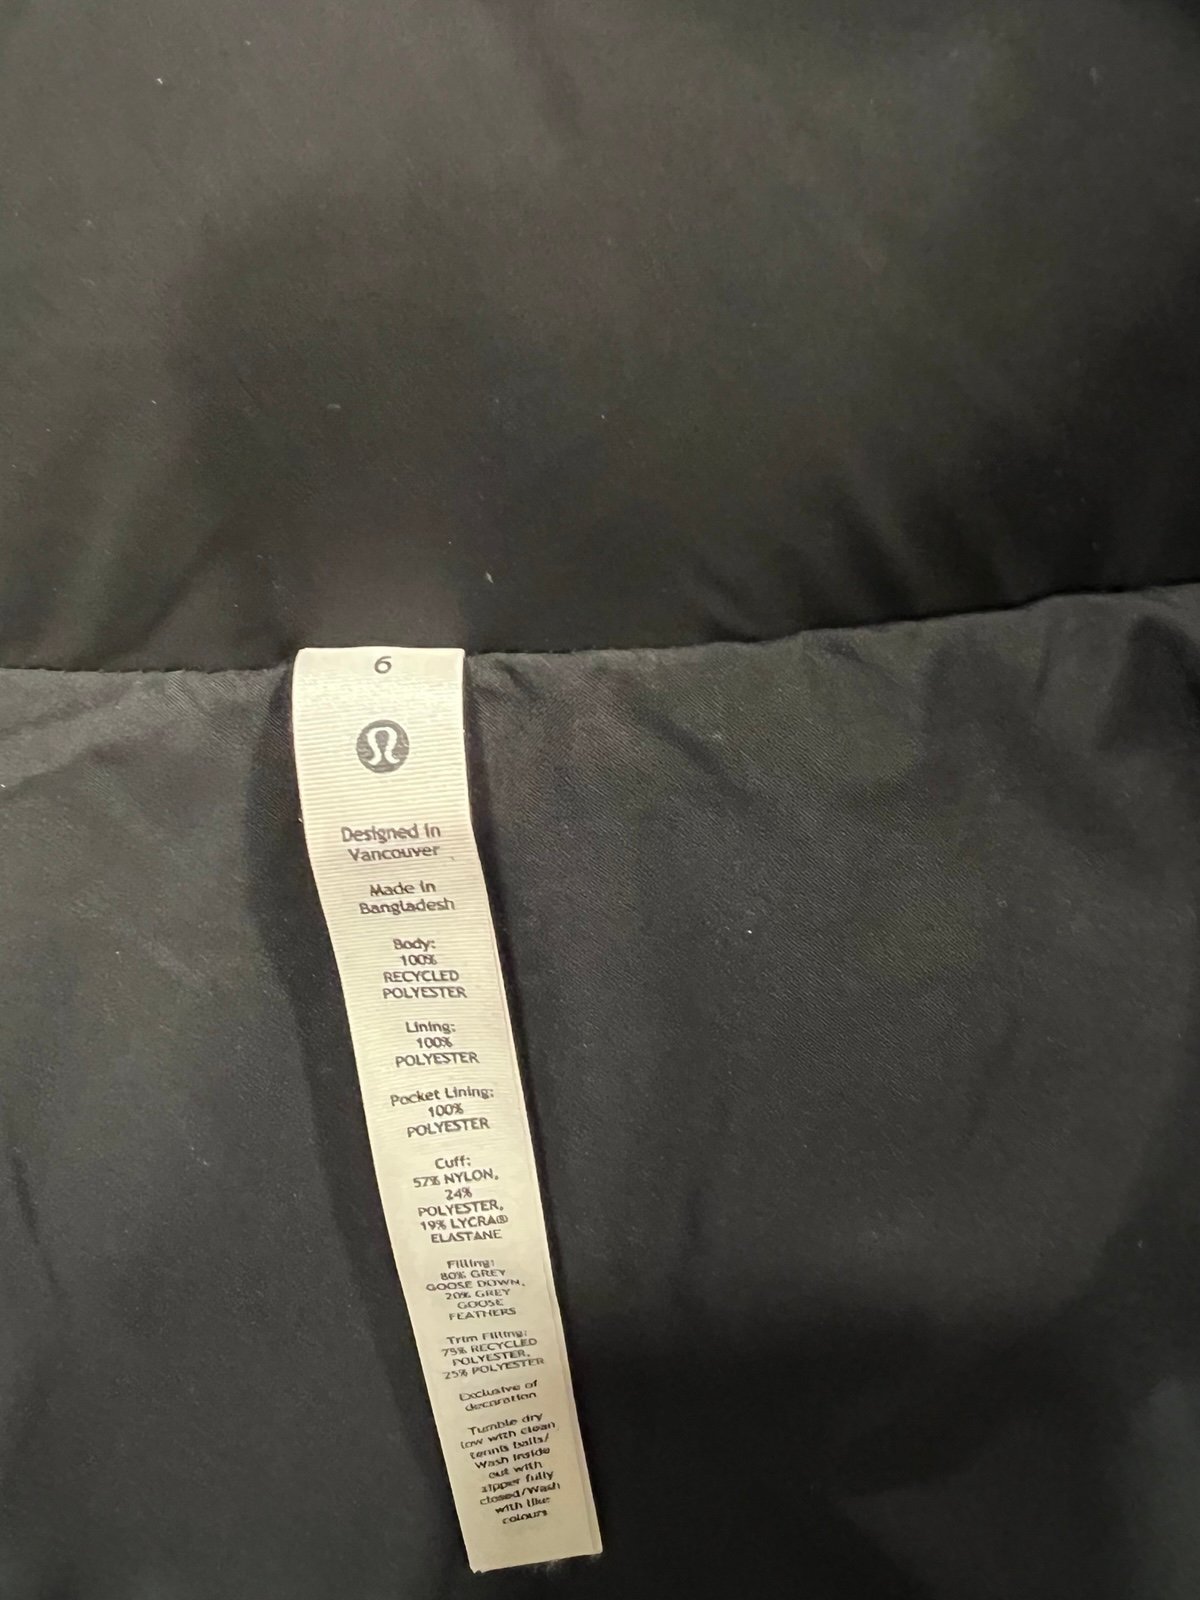 6
Designed in
Vancouver
Made in
Bangladesh
Body:
100%
RECYCLED
POLYESTER
Lining:
100%
POLYESTER
Pocket Lining:
100%
POLYESTER
Cuff:
57% NYLON,
24%
POLYESTER,
19% LYCRA®
ELASTANE
Filling:
80% GREY
GOOSE DOWN,
20% GREY
GOOSE
FEATHERS
Trim Filling:
75% RECYCLED
POLYESTER,
25% POLYESTER
Exclusive of
decoration
Tumble dry
low with clean
tennis balls/
Wash inside
out with
zipper fully
closed/Wash
with like
colours